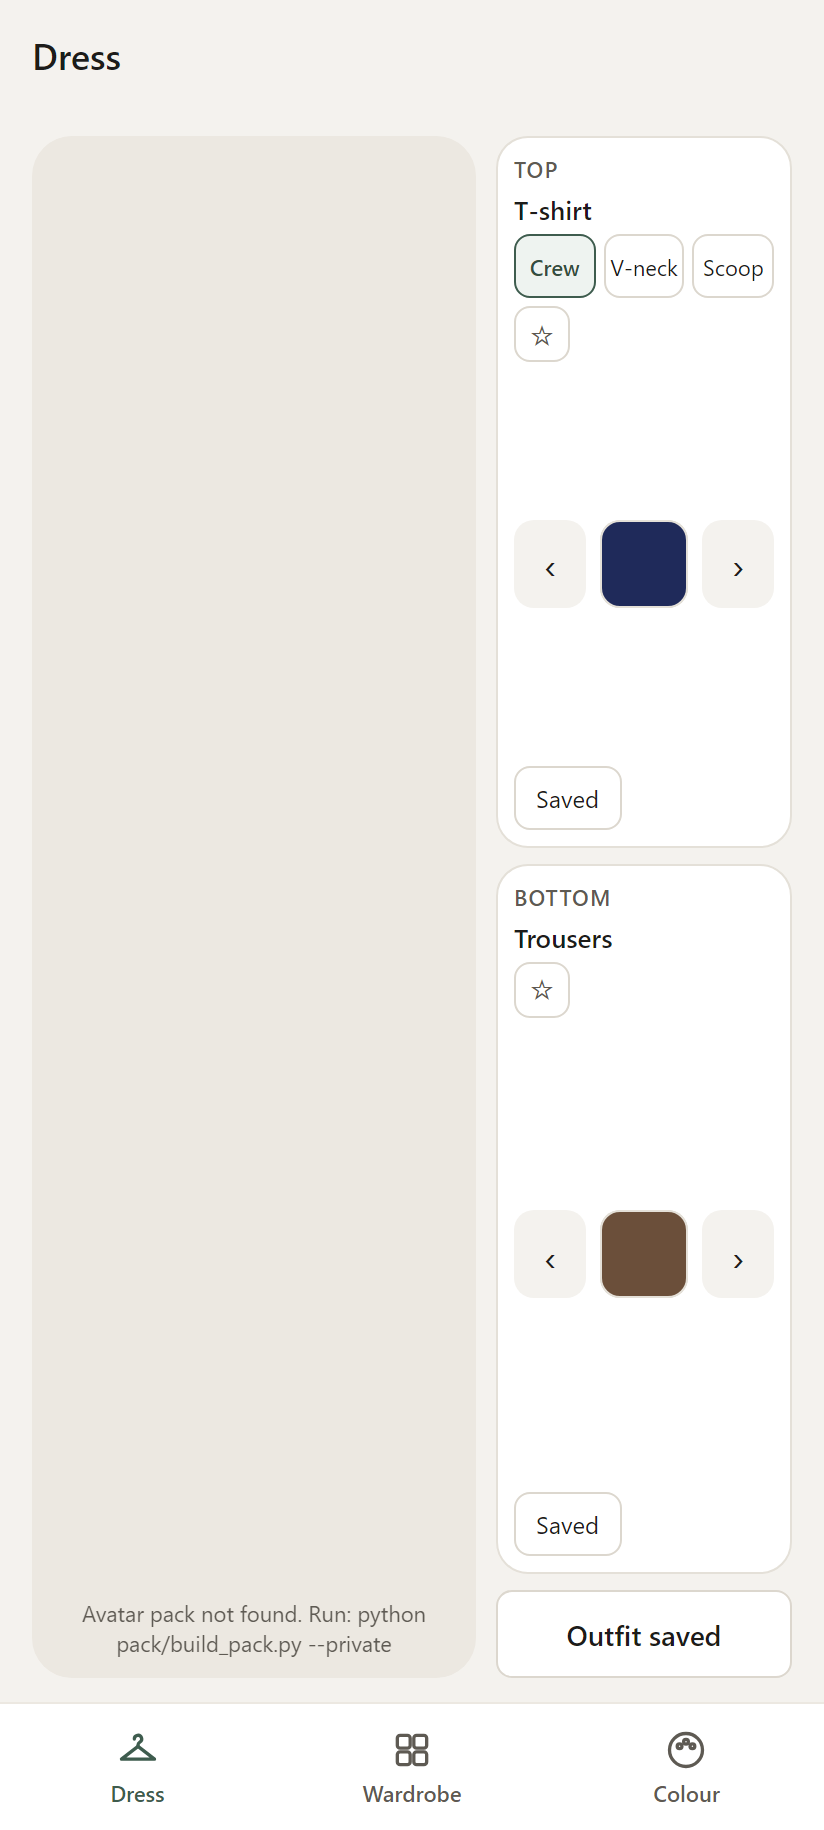 Dress
TOP
T-shirt
Crew
V-neck
Scoop
☆
‹
›
Saved
BOTTOM
Trousers
☆
‹
›
Saved
Avatar pack not found. Run: python
pack/build_pack.py --private
Outfit saved
Dress
Wardrobe
Colour